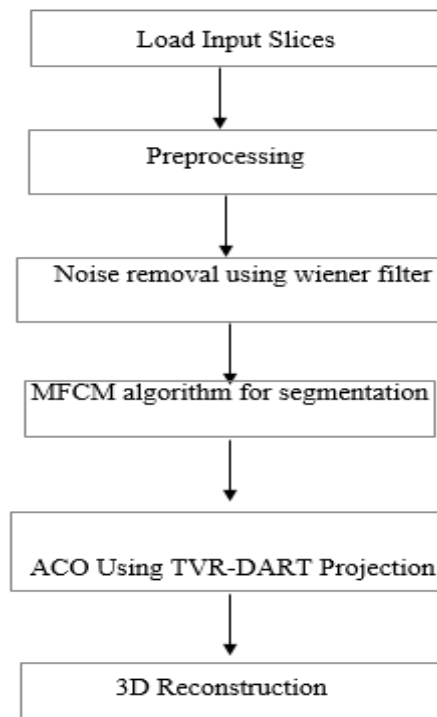 Load Input Slices
Preprocessing
Noise removal using wiener filter
MFCM algorithm for segmentation
ACO Using TVR-DART Projection
3D Reconstruction